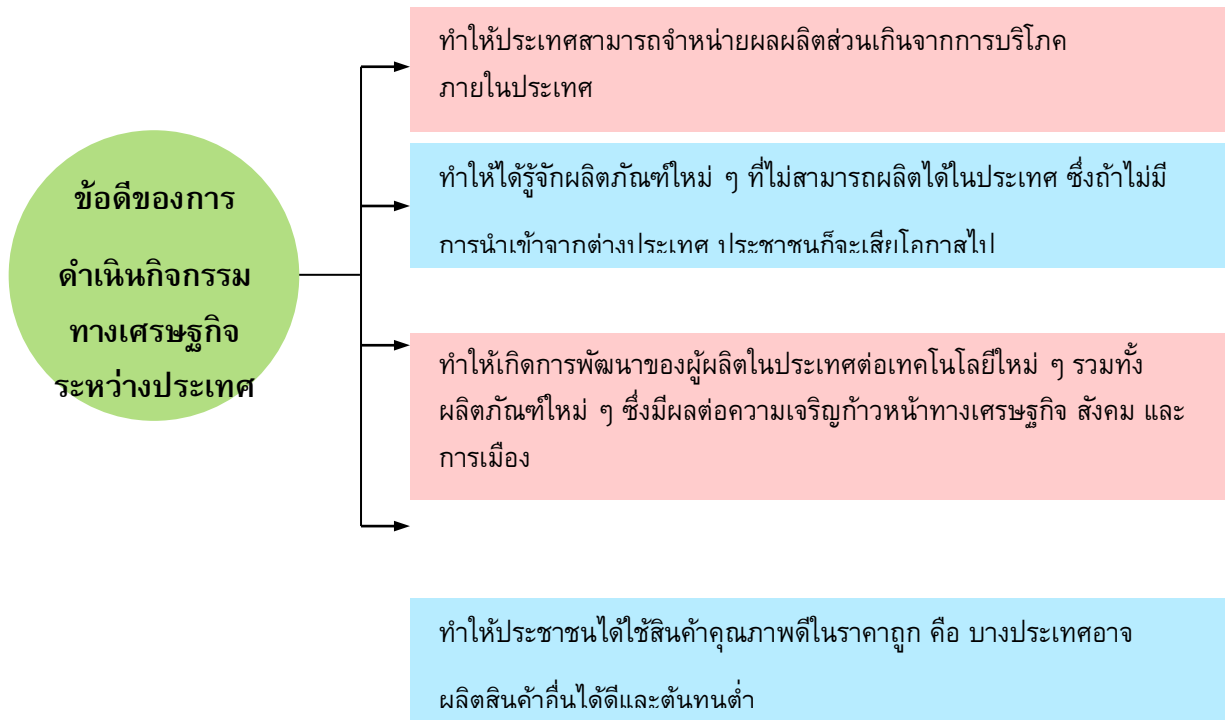 ข้อดีของการ
ดำเนินกิจกรรม
ทางเศรษฐกิจ
ระหว่างประเทศ
ทำให้ประเทศสามารถจำหน่ายผลผลิตส่วนเกินจากการบริโภค
ภายในประเทศ
ทำให้ได้รู้จักผลิตภัณฑ์ใหม่ ๆ ที่ไม่สามารถผลิตได้ในประเทศ ซึ่งถ้าไม่มี
การนำเข้าจากต่างประเทศ ประชาชนก็จะเสียโอกาสไป
ทำให้เกิดการพัฒนาของผู้ผลิตในประเทศต่อเทคโนโลยีใหม่ ๆ รวมทั้ง
ผลิตภัณฑ์ใหม่ ๆ ซึ่งมีผลต่อความเจริญก้าวหน้าทางเศรษฐกิจ สังคม และ
การเมือง
ทำให้ประชาชนได้ใช้สินค้าคุณภาพดีในราคาถูก คือ บางประเทศอาจ
ผลิตสินค้าอื่นได้ดีและต้นทุนต่ำ